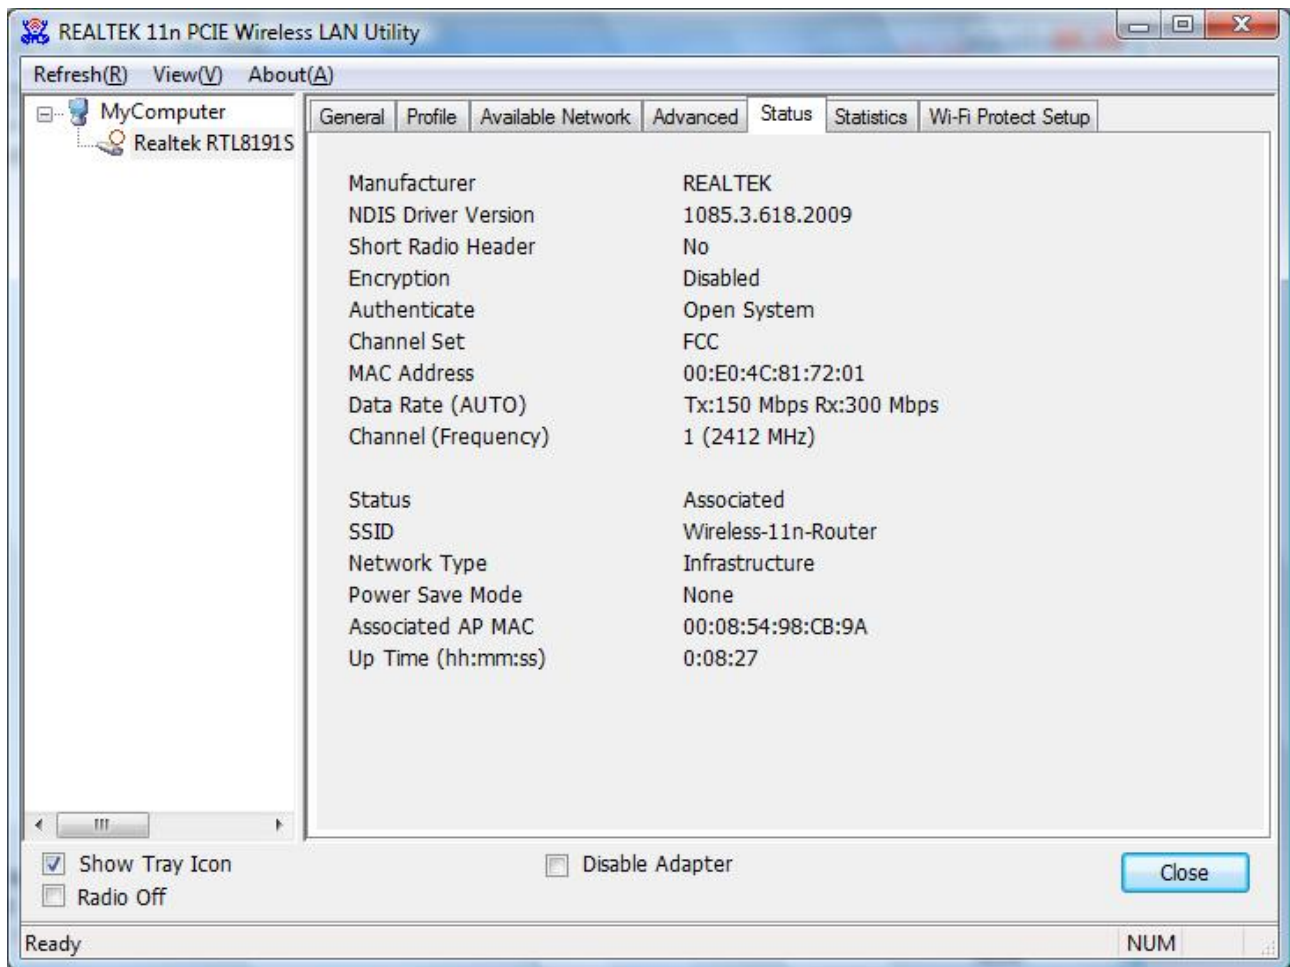 REALTEK 11n PCIE Wireless LAN Utility
Refresh(R) View(V) About(A)
MyComputer
Realtek RTL8191S
General Profile Available Network Advanced Status Statistics Wi-Fi Protect Setup
Manufacturer REALTEK
NDIS Driver Version 1085.3.618.2009
Short Radio Header No
Encryption Disabled
Authenticate Open System
Channel Set FCC
MAC Address 00:E0:4C:81:72:01
Data Rate (AUTO) Tx:150 Mbps Rx:300 Mbps
Channel (Frequency) 1 (2412 MHz)
Status Associated
SSID Wireless-11n-Router
Network Type Infrastructure
Power Save Mode None
Associated AP MAC 00:08:54:98:CB:9A
Up Time (hh:mm:ss) 0:08:27
Show Tray Icon Disable Adapter
Radio Off
Close
Ready NUM